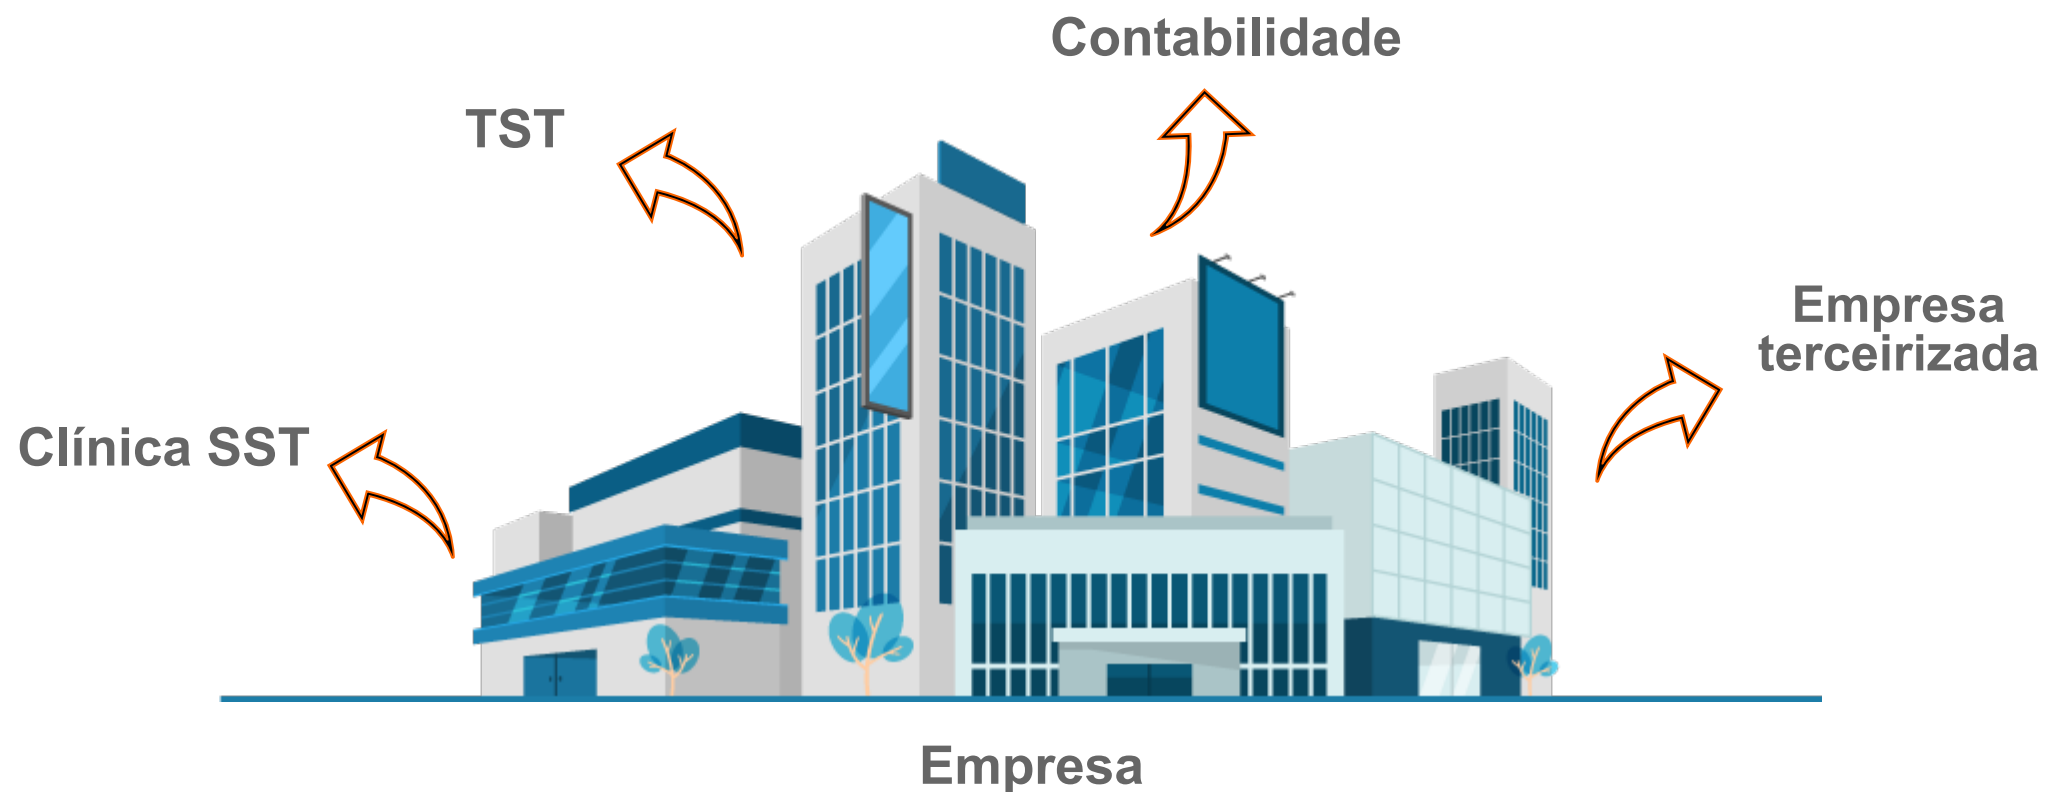 Contabilidade
TST
Empresa
terceirizada
Clínica SST
Empresa